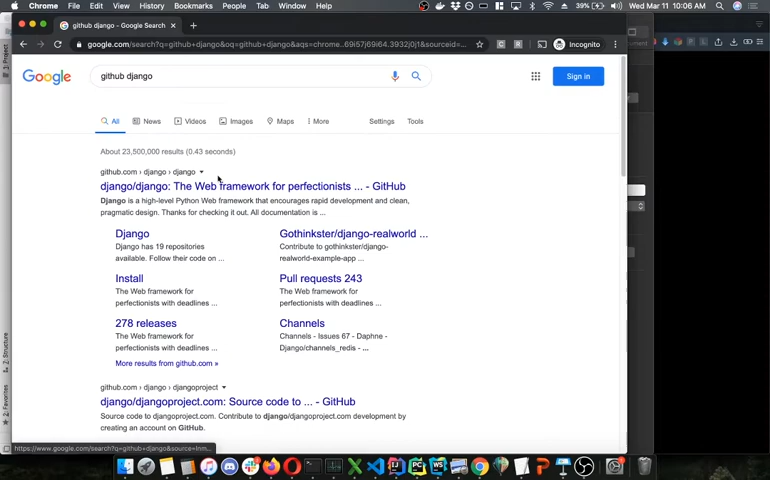 Chrome File Edit View History Bookmarks People Tab Window Help 39% Wed Mar 11 10:06 AM
github django - Google Search
google.com/search?q=github+django&oq=github+django&aqs=chrome..69i57j69i64.3932j0j1&sourceid=... Incognito
Google github django Sign in
All News Videos Images Maps More Settings Tools
About 23,500,000 results (0.43 seconds)
github.com › django › django
django/django: The Web framework for perfectionists ... - GitHub
Django is a high-level Python Web framework that encourages rapid development and clean,
pragmatic design. Thanks for checking it out. All documentation is ...
Django
Django has 19 repositories
available. Follow their code on ...
Gothinkster/django-realworld ...
Contribute to gothinkster/django-
realworld-example-app ...
Install
The Web framework for
perfectionists with deadlines ...
Pull requests 243
The Web framework for
perfectionists with deadlines ...
278 releases
The Web framework for
perfectionists with deadlines ...
Channels
Channels - Issues 67 - Daphne -
Django/channels_redis - ...
More results from github.com »
github.com › django › djangoproject
django/djangoproject.com: Source code to ... - GitHub
Source code to djangoproject.com. Contribute to django/djangoproject.com development by
creating an account on GitHub.
https://www.google.com/search?q=github+django&source=lnm...
1: Project
Z: Structure
2: Favorites